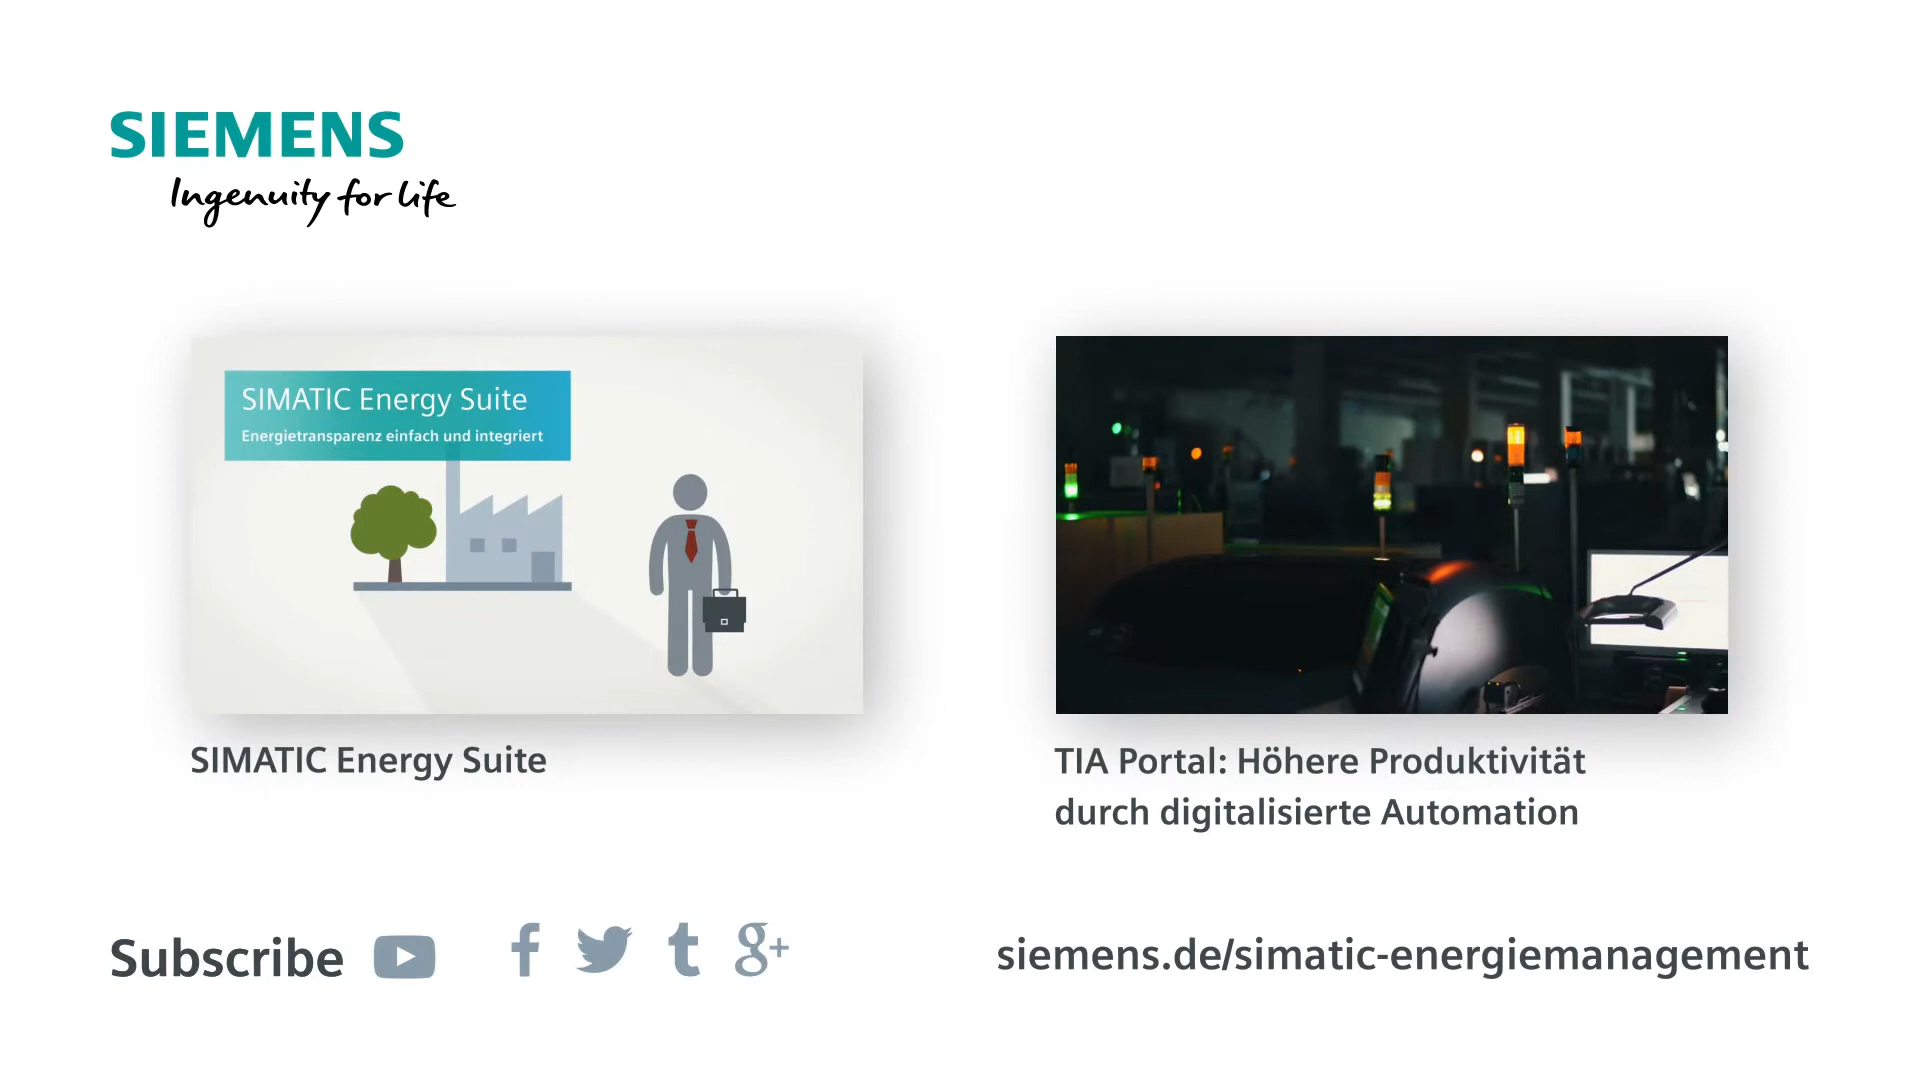 SIEMENS
Ingenuity for life
SIMATIC Energy Suite
Energietransparenz einfach und integriert
SIMATIC Energy Suite
TIA Portal: Höhere Produktivität
durch digitalisierte Automation
Subscribe
siemens.de/simatic-energiemanagement